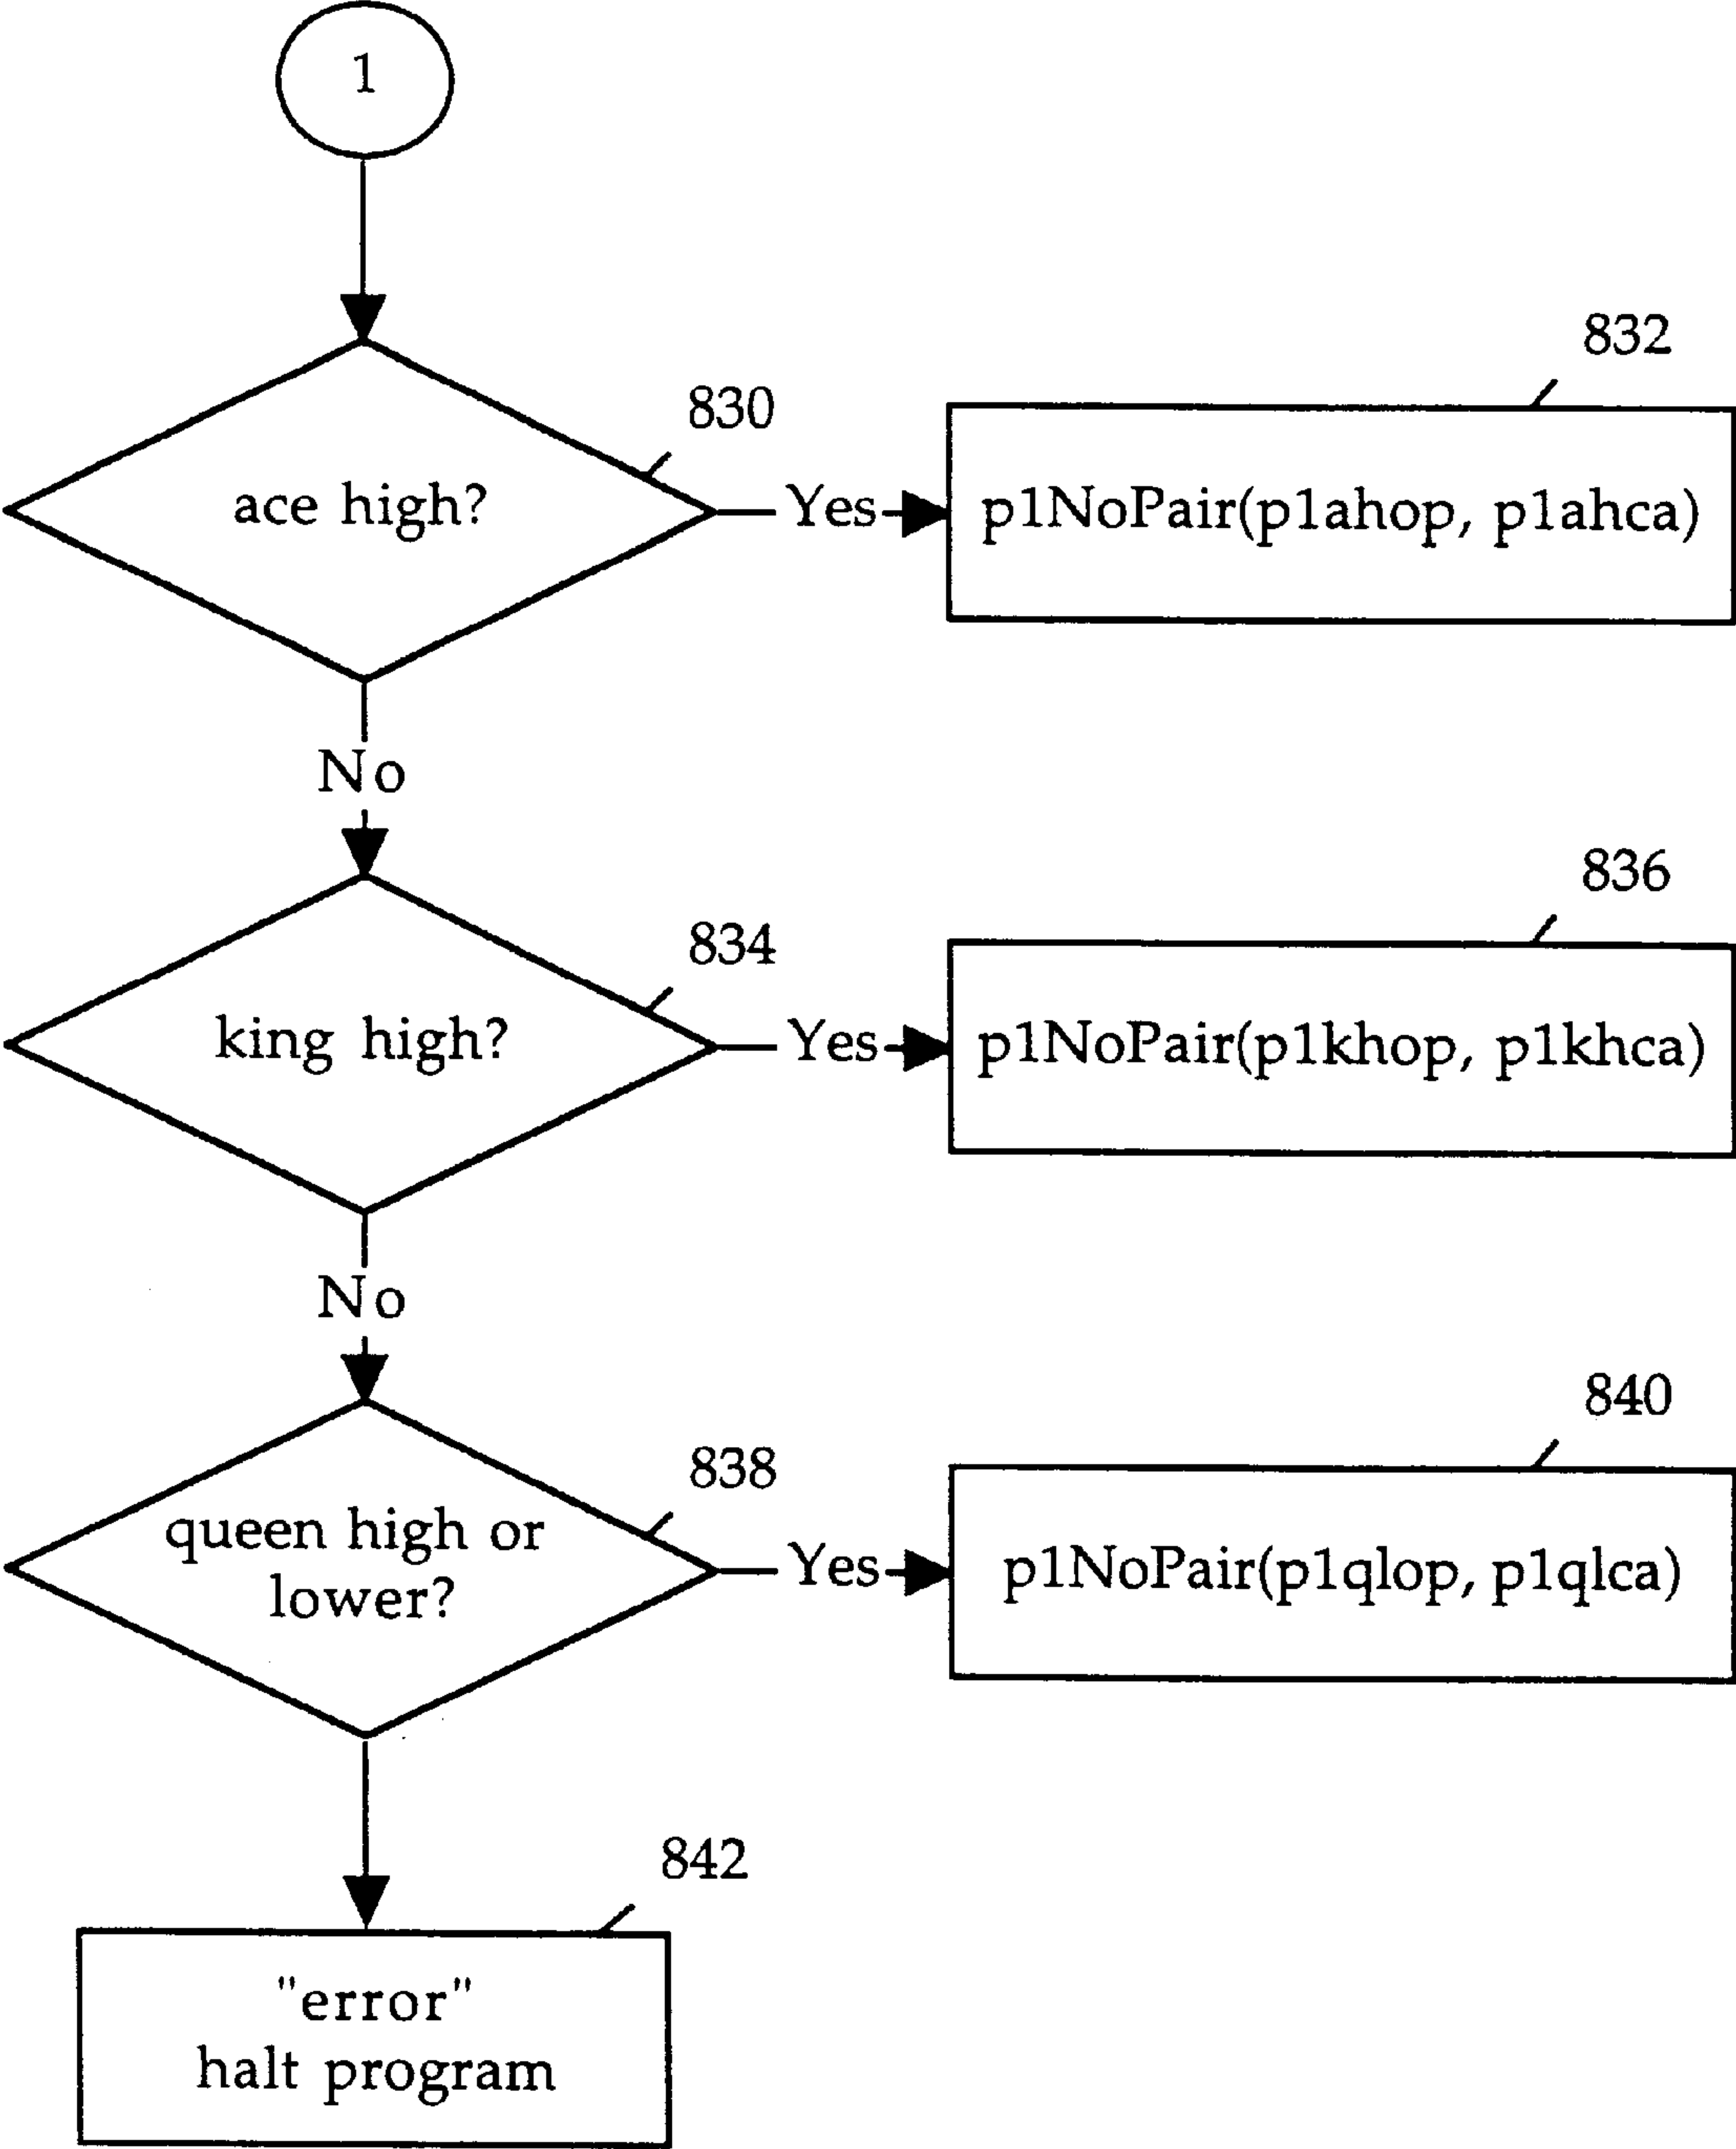 1
832
830
ace high?
Yes
p1NoPair(p1ahop, p1ahca)
No
836
834
king high?
Yes
p1NoPair(p1khop, p1khca)
No
840
838
queen high or
lower?
Yes
p1NoPair(p1qlop, p1qlca)
842
"error"
halt program